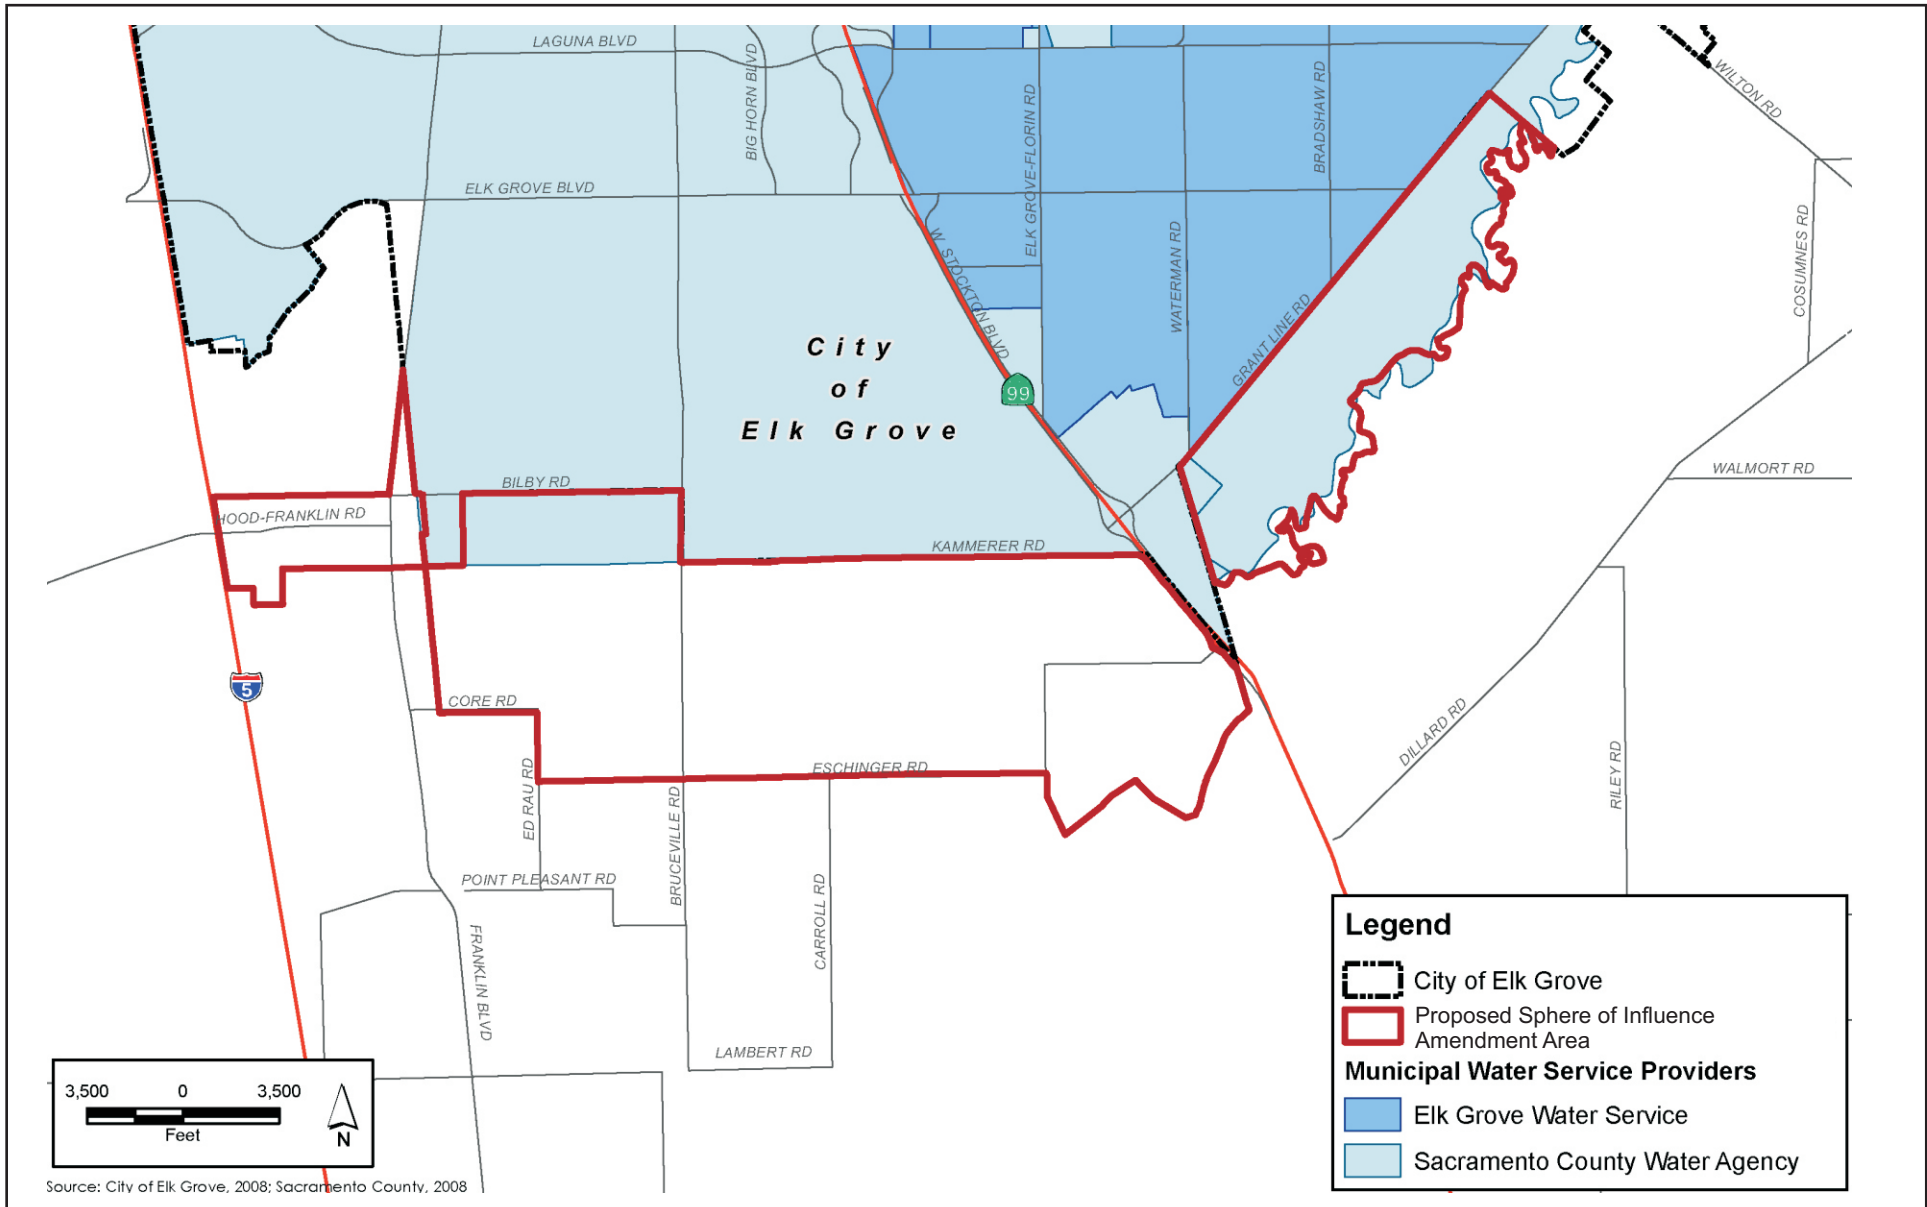 LAGUNA BLVD
BIG HORN BLVD
ELK GROVE-FLORIN RD
BRADSHAW RD
WILTON RD
ELK GROVE BLVD
W. STOCKTON BLVD
WATERMAN RD
COSUMNES RD
GRANT LINE RD
City
of
Elk Grove
99
BILBY RD
HOOD-FRANKLIN RD
KAMMERER RD
WALMORT RD
5
CORE RD
DILLARD RD
RILEY RD
ESCHINGER RD
ED RAU RD
BRUCEVILLE RD
POINT PLEASANT RD
CARROLL RD
FRANKLIN BLVD
LAMBERT RD
3,500 0 3,500
Feet
N
Source: City of Elk Grove, 2008; Sacramento County, 2008
Legend
City of Elk Grove
Proposed Sphere of Influence
Amendment Area
Municipal Water Service Providers
Elk Grove Water Service
Sacramento County Water Agency